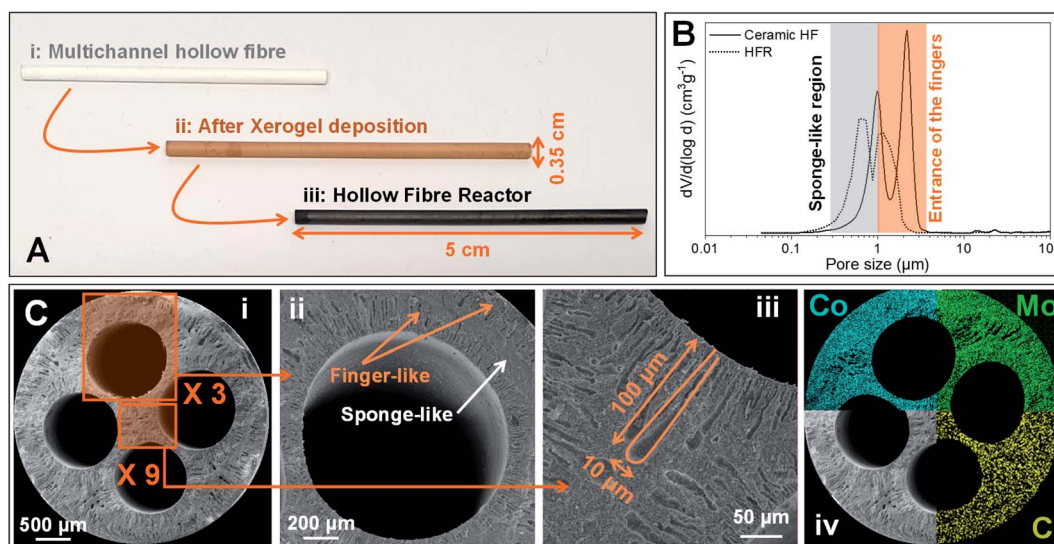 A
i: Multichannel hollow fibre
ii: After Xerogel deposition
0.35 cm
iii: Hollow Fibre Reactor
5 cm
B
Ceramic HF
HFR
dV/d(log d) (cm³g⁻¹)
Sponge-like region
Entrance of the fingers
0.01 0.1 1 10 10
Pore size (µm)
C
i
X 3
X 9
500 µm
ii
Finger-like
Sponge-like
200 µm
iii
100 µm
10 µm
50 µm
Co
Mo
iv
C